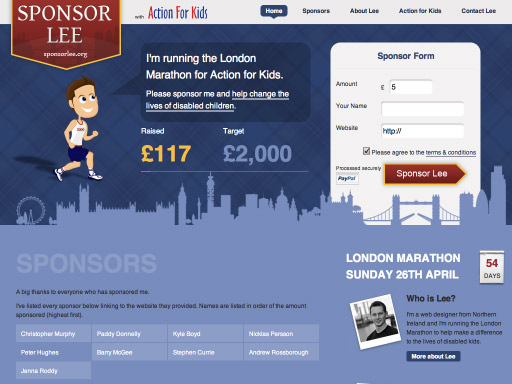 SPONSOR
LEE
sponsorlee.org
with Action For Kids
Home Sponsors About Lee Action for Kids Contact Lee
I'm running the London
Marathon for Action for Kids.
Please sponsor me and help change the
lives of disabled children.
Raised Target
£117 £2,000
Sponsor Form
Amount £ 5
Your Name
Website http://
Please agree to the terms & conditions
Processed securely
PayPal
Sponsor Lee
SPONSORS
A big thanks to everyone who has sponsored me.
I've listed every sponsor below linking to the website they provided. Names are listed in order of the amount
sponsored (highest first).
Christopher Murphy Paddy Donnelly Kyle Boyd Nicklas Persson
Peter Hughes Barry McGee Stephen Currie Andrew Rossborough
Jenna Roddy
LONDON MARATHON
SUNDAY 26TH APRIL
54
DAYS
Who is Lee?
I'm a web designer from Northern
Ireland and I'm running the London
Marathon to help make a difference
to the lives of disabled kids.
More about Lee